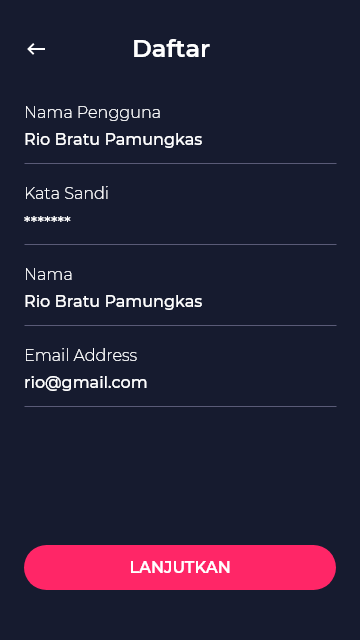 Daftar
Nama Pengguna
Rio Bratu Pamungkas
Kata Sandi
*******
Nama
Rio Bratu Pamungkas
Email Address
rio@gmail.com
LANJUTKAN